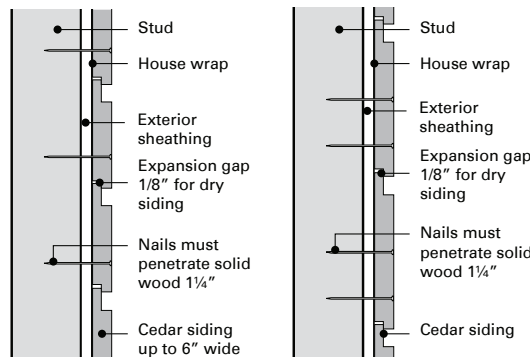 Stud
House wrap
Exterior
sheathing
Expansion gap
1/8” for dry
siding
Nails must
penetrate solid
wood 1¼”
Cedar siding
up to 6” wide
Stud
House wrap
Exterior
sheathing
Expansion gap
1/8” for dry
siding
Nails must
penetrate solid
wood 1¼”
Cedar siding